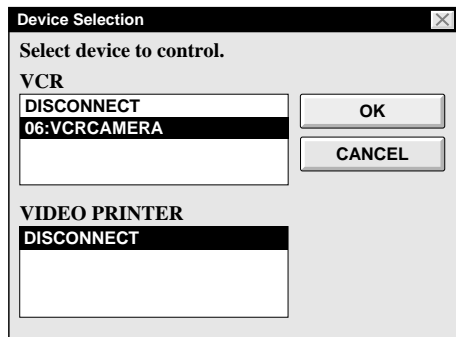 Device Selection
Select device to control.
VCR
DISCONNECT
06:VCRCAMERA
OK
CANCEL
VIDEO PRINTER
DISCONNECT